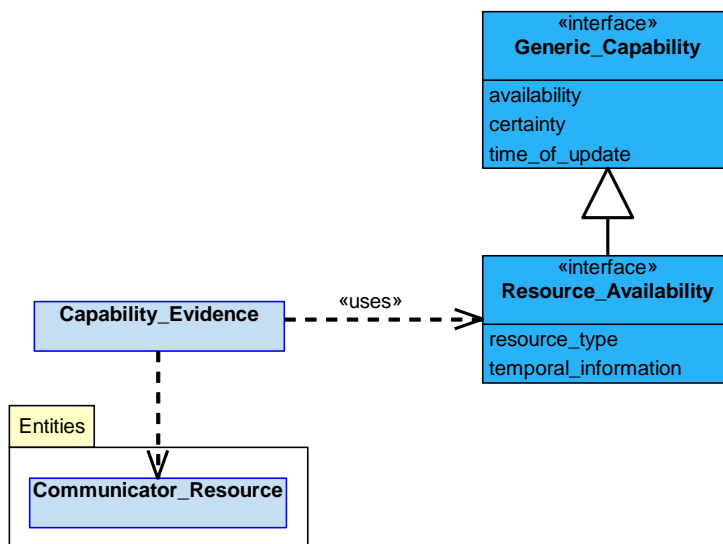 «interface»
Generic_Capability
availability
certainty
time_of_update
«interface»
Resource_Availability
resource_type
temporal_information
«uses»
Capability_Evidence
Entities
Communicator_Resource